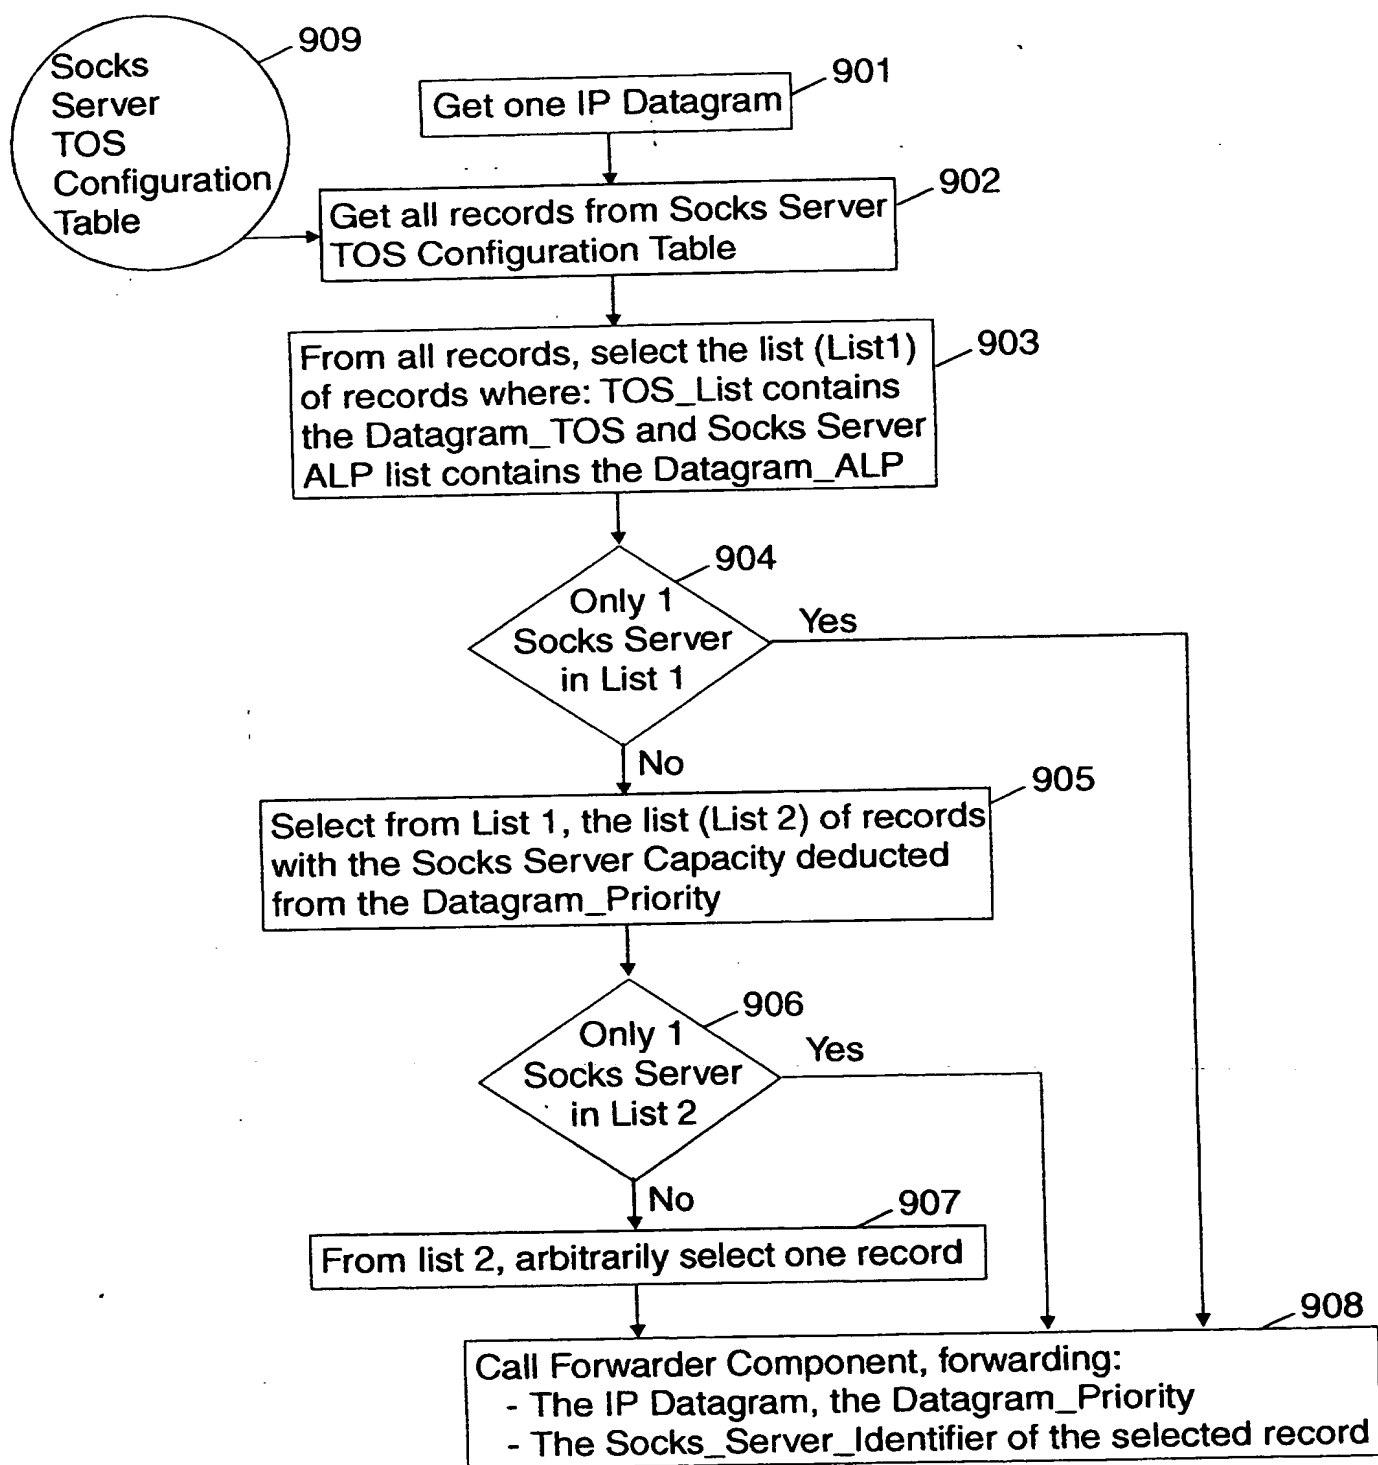 909
Socks
Server
TOS
Configuration
Table
901
Get one IP Datagram
902
Get all records from Socks Server
TOS Configuration Table
903
From all records, select the list (List1)
of records where: TOS_List contains
the Datagram_TOS and Socks Server
ALP list contains the Datagram_ALP
904
Only 1
Socks Server
in List 1
Yes
No
905
Select from List 1, the list (List 2) of records
with the Socks Server Capacity deducted
from the Datagram_Priority
906
Only 1
Socks Server
in List 2
Yes
No
907
From list 2, arbitrarily select one record
908
Call Forwarder Component, forwarding:
- The IP Datagram, the Datagram_Priority
- The Socks_Server_Identifier of the selected record